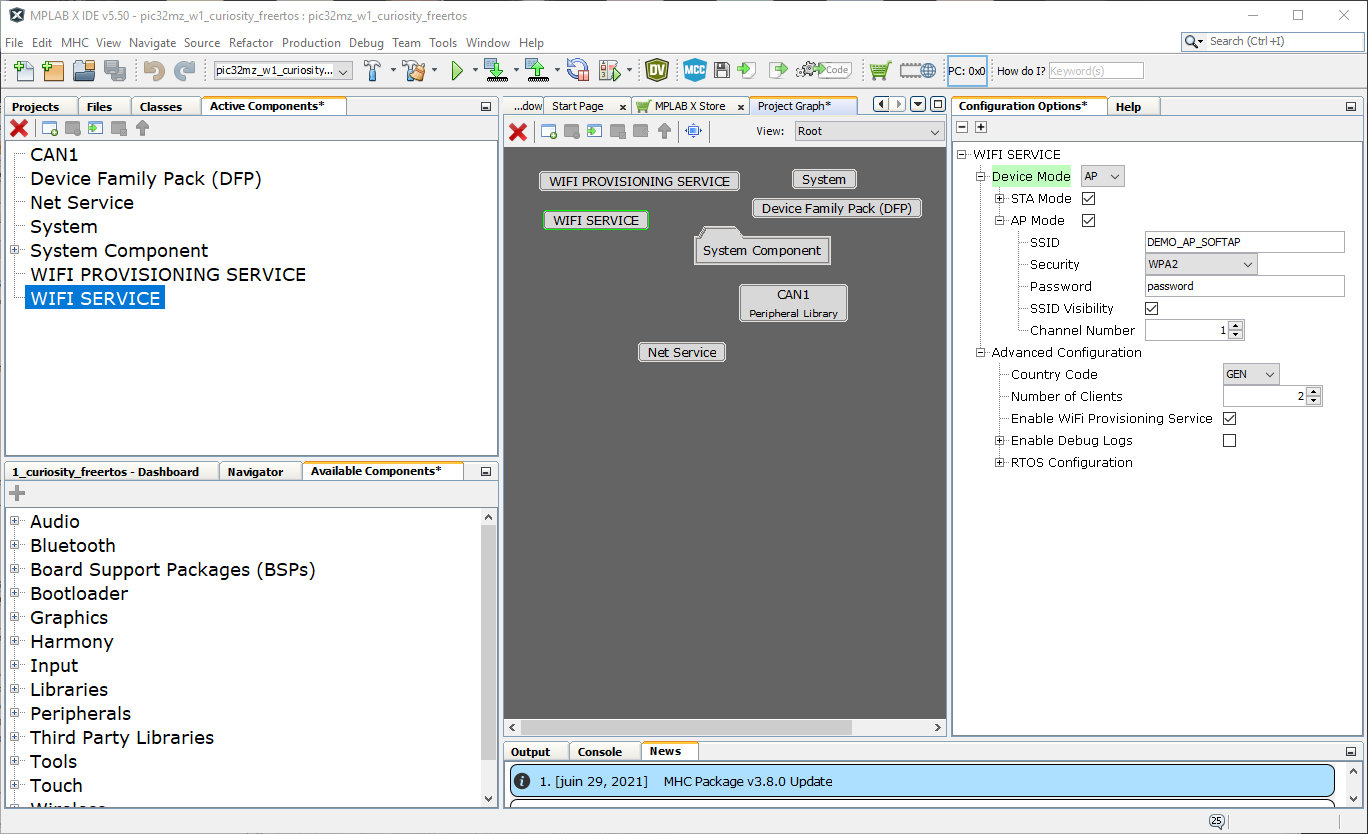 MPLAB X IDE v5.50 - pic32mz_w1_curiosity_freertos : pic32mz_w1_curiosity_freertos
File Edit MHC View Navigate Source Refactor Production Debug Team Tools Window Help
Search (Ctrl+I)
pic32mz_w1_curiosity...
DV
MCC
Code
PC: 0x0
How do I?
Keyword(s)
Projects
Files
Classes
Active Components*
CAN1
Device Family Pack (DFP)
Net Service
System
System Component
WIFI PROVISIONING SERVICE
WIFI SERVICE
1_curiosity_freertos - Dashboard
Navigator
Available Components*
Audio
Bluetooth
Board Support Packages (BSPs)
Bootloader
Graphics
Harmony
Input
Libraries
Peripherals
Third Party Libraries
Tools
Touch
Wireless
...dow
Start Page
MPLAB X Store
Project Graph*
View:
Root
WIFI PROVISIONING SERVICE
System
Device Family Pack (DFP)
WIFI SERVICE
System Component
CAN1
Peripheral Library
Net Service
Configuration Options*
Help
WIFI SERVICE
Device Mode AP
STA Mode
AP Mode
SSID DEMO_AP_SOFTAP
Security WPA2
Password password
SSID Visibility
Channel Number 1
Advanced Configuration
Country Code GEN
Number of Clients 2
Enable WiFi Provisioning Service
Enable Debug Logs
RTOS Configuration
Output
Console
News
1. [juin 29, 2021] MHC Package v3.8.0 Update
25